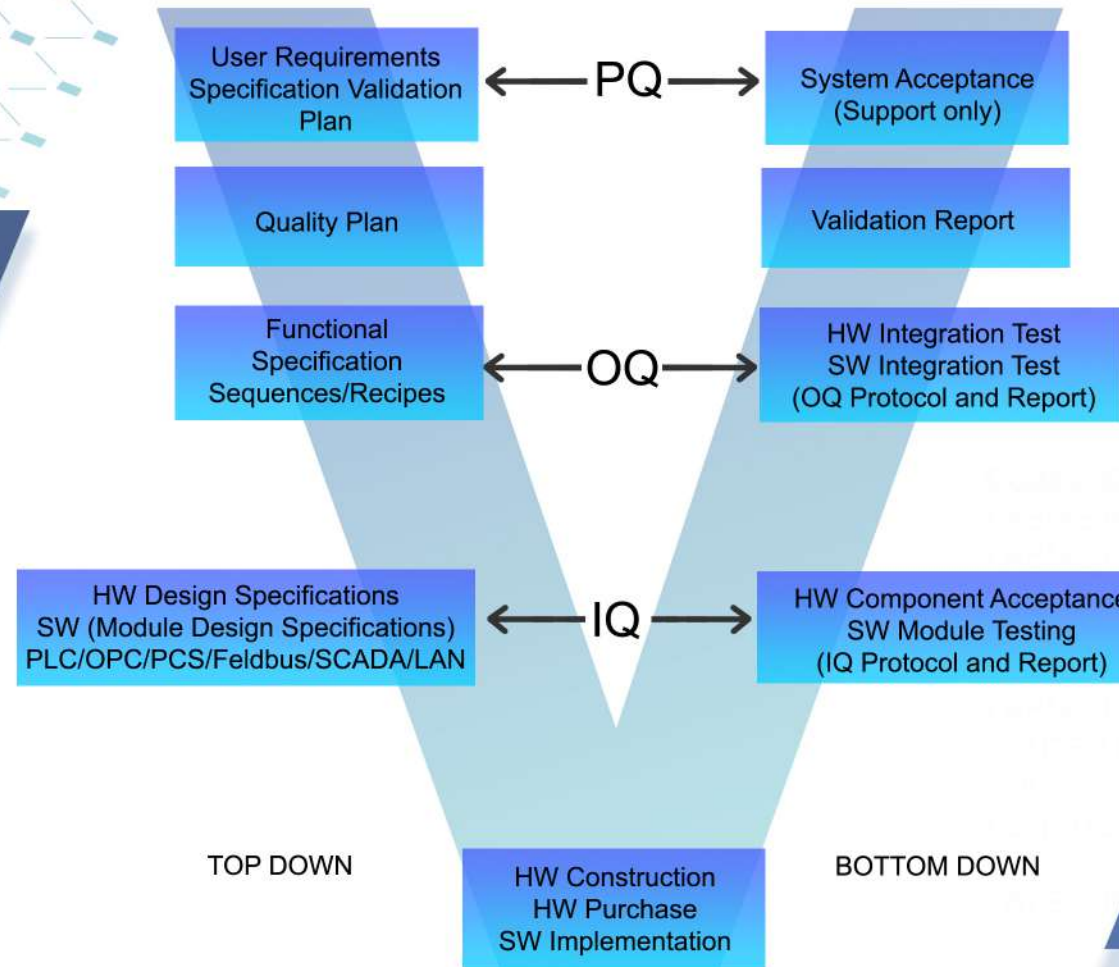 User Requirements
Specification Validation
Plan
PQ
System Acceptance
(Support only)
Quality Plan
Validation Report
Functional
Specification
Sequences/Recipes
OQ
HW Integration Test
SW Integration Test
(OQ Protocol and Report)
HW Design Specifications
SW (Module Design Specifications)
PLC/OPC/PCS/Feldbus/SCADA/LAN
IQ
HW Component Acceptance
SW Module Testing
(IQ Protocol and Report)
TOP DOWN
BOTTOM DOWN
HW Construction
HW Purchase
SW Implementation